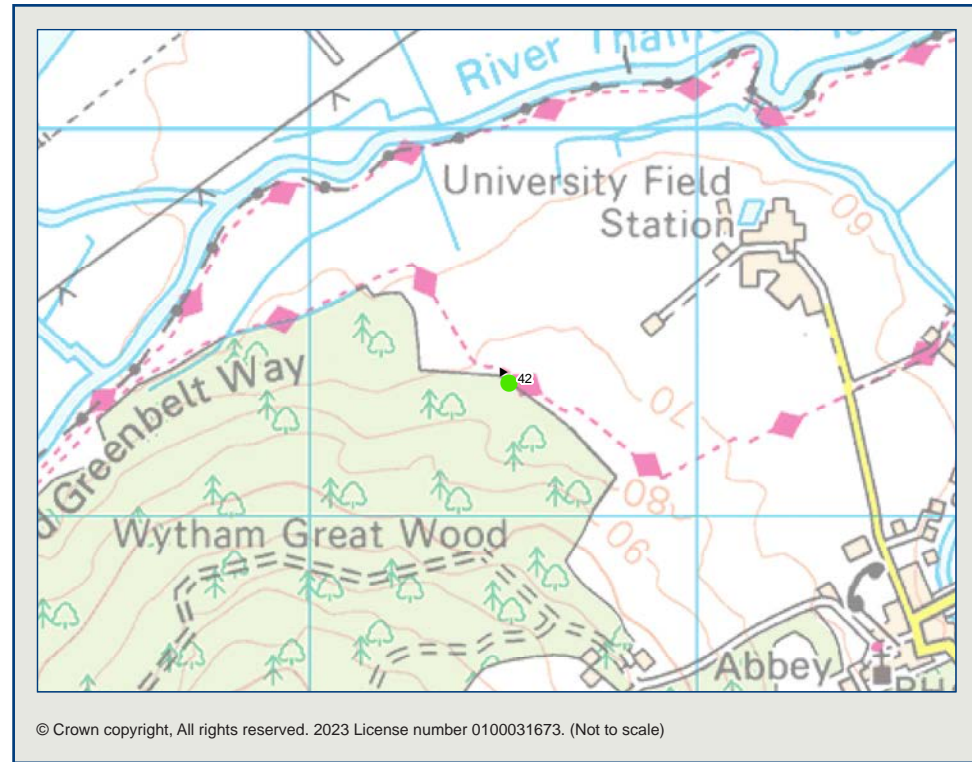 River Tham
University Field
Station
60
42
d Greenbelt Way
70
80
90
Wytham Great Wood
Abbey
PH
© Crown copyright, All rights reserved. 2023 License number 0100031673. (Not to scale)